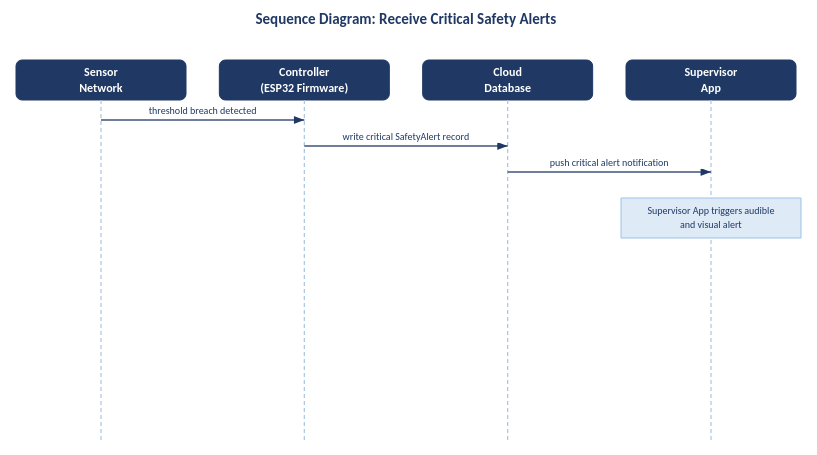 Sequence Diagram: Receive Critical Safety Alerts
Sensor
Network
Controller
(ESP32 Firmware)
Cloud
Database
Supervisor
App
threshold breach detected
write critical SafetyAlert record
push critical alert notification
Supervisor App triggers audible
and visual alert